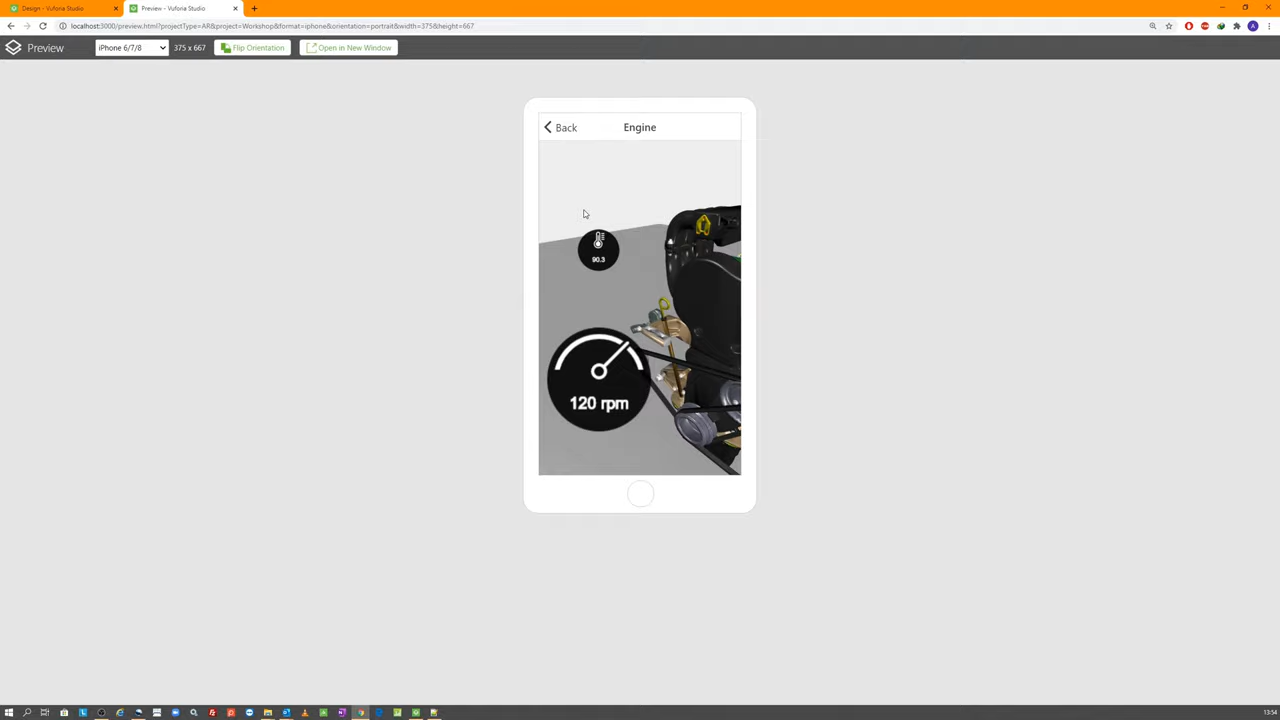 Design - Vuforia Studio
Preview - Vuforia Studio
localhost:3000/preview.html?projectType=AR&project=Workshop&format=iphone&orientation=portrait&width=375&height=667
Preview
iPhone 6/7/8
375 x 667
Flip Orientation
Open in New Window
Back
Engine
90.3
120 rpm
13:54